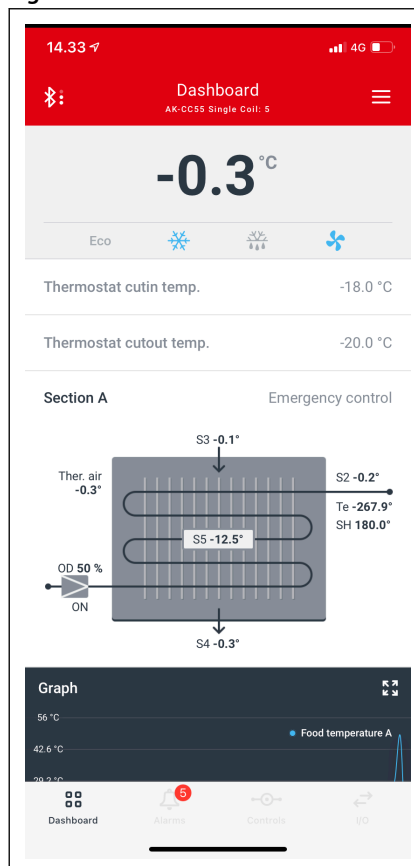 14.33
4G
Dashboard
AK-CC55 Single Coil: 5
-0.3°C
Eco
Thermostat cutin temp. -18.0 °C
Thermostat cutout temp. -20.0 °C
Section A Emergency control
S3 -0.1°
Ther. air
-0.3°
S2 -0.2°
Te -267.9°
SH 180.0°
S5 -12.5°
OD 50 %
ON
S4 -0.3°
Graph
56 °C
Food temperature A
42.6 °C
29.2 °C
5
Dashboard Alarms Controls I/O